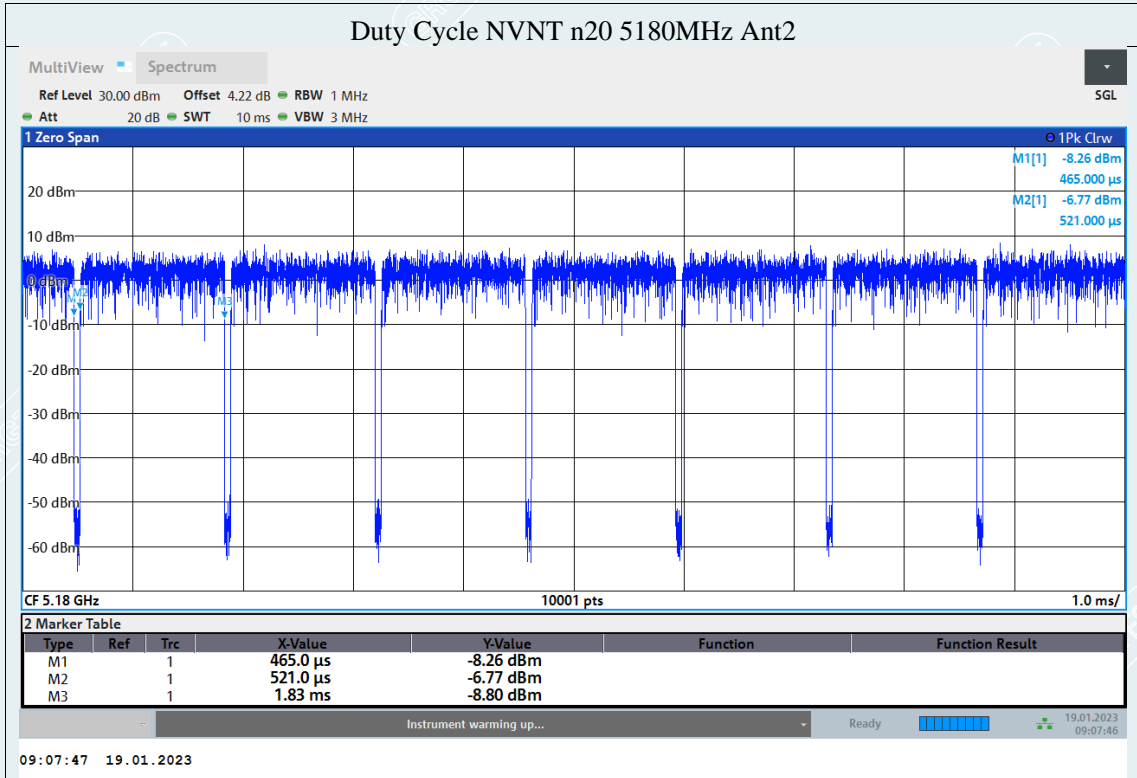 Duty Cycle NVNT n20 5180MHz Ant2
MultiView Spectrum
Ref Level 30.00 dBm Offset 4.22 dB RBW 1 MHz SGL
Att 20 dB SWT 10 ms VBW 3 MHz
1 Zero Span 1Pk Clrw
M1[1] -8.26 dBm
465.000 µs
M2[1] -6.77 dBm
521.000 µs
20 dBm
10 dBm
0 dBm
M2
M3
-10 dBm
-20 dBm
-30 dBm
-40 dBm
-50 dBm
-60 dBm
CF 5.18 GHz 10001 pts 1.0 ms/
2 Marker Table
Type Ref Trc X-Value Y-Value Function Function Result
M1 1 465.0 µs -8.26 dBm
M2 1 521.0 µs -6.77 dBm
M3 1 1.83 ms -8.80 dBm
Instrument warming up... Ready 19.01.2023
09:07:46
09:07:47 19.01.2023